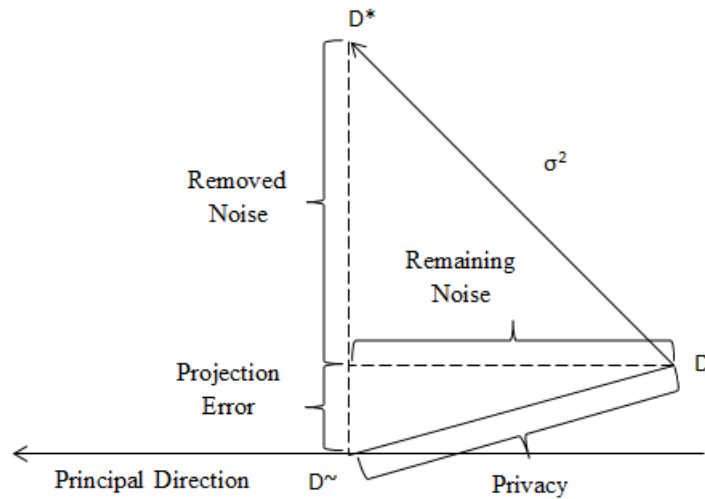 D*
σ²
Removed
Noise
Remaining
Noise
D
Projection
Error
Principal Direction
D~
Privacy